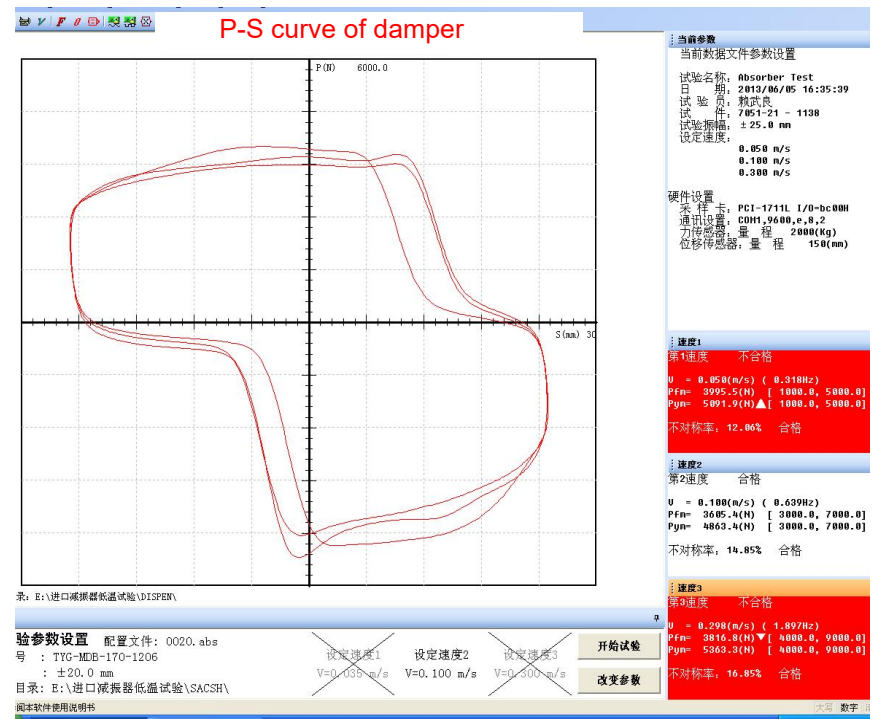 P-S curve of damper
P(N) 6000.0
S(mm) 30
录: E:\进口减振器低温试验\DISPEN\
当前参数
当前数据文件参数设置
试验名称: Absorber Test
日 期: 2013/06/05 16:35:39
试 验 员: 赖武良
试 件: 7051-21 - 1138
试验振幅: ±25.0 mm
设定速度:
0.050 m/s
0.100 m/s
0.300 m/s
硬件设置
采 样 卡: PCI-1711L I/O-bc00H
通讯设置: COM1,9600,e,8,2
力传感器: 量 程 2000(Kg)
位移传感器: 量 程 150(mm)
速度1
第1速度 不合格
V = 0.050(m/s) ( 0.318Hz)
Pfm= 3995.5(N) [ 1000.0, 5000.0]
Pym= 5091.9(N)▲[ 1000.0, 5000.0]
不对称率: 12.06% 合格
速度2
第2速度 合格
V = 0.100(m/s) ( 0.639Hz)
Pfm= 3605.4(N) [ 3000.0, 7000.0]
Pym= 4863.4(N) [ 3000.0, 7000.0]
不对称率: 14.85% 合格
速度3
第3速度 不合格
V = 0.298(m/s) ( 1.897Hz)
Pfm= 3816.8(N)▼[ 4000.0, 9000.0]
Pym= 5363.3(N) [ 4000.0, 9000.0]
不对称率: 16.85% 合格
验参数设置 配置文件: 0020.abs
号 : TYG-MDB-170-1206
: ±20.0 mm
目录: E:\进口减振器低温试验\SACSH\
设定速度1 设定速度2 设定速度3
V=0.035 m/s V=0.100 m/s V=0.300 m/s
开始试验
改变参数
阅本软件使用说明书
大写 数字